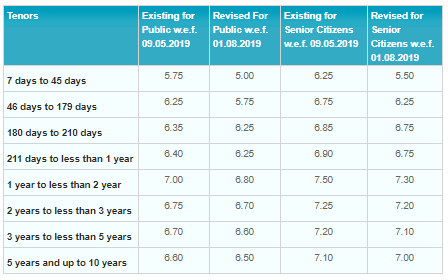 Tenors Existing for Public w.e.f. 09.05.2019 Revised For Public w.e.f. 01.08.2019 Existing for Senior Citizens w.e.f. 09.05.2019 Revised for Senior Citizens w.e.f. 01.08.2019
7 days to 45 days 5.75 5.00 6.25 5.50
46 days to 179 days 6.25 5.75 6.75 6.25
180 days to 210 days 6.35 6.25 6.85 6.75
211 days to less than 1 year 6.40 6.25 6.90 6.75
1 year to less than 2 year 7.00 6.80 7.50 7.30
2 years to less than 3 years 6.75 6.70 7.25 7.20
3 years to less than 5 years 6.70 6.60 7.20 7.10
5 years and up to 10 years 6.60 6.50 7.10 7.00